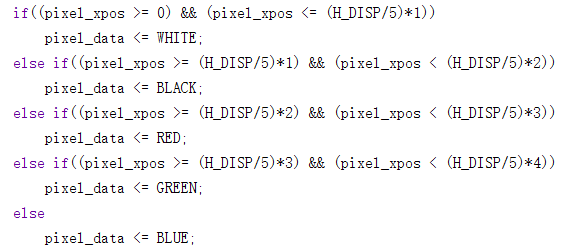 if((pixel_xpos >= 0) && (pixel_xpos <= (H_DISP/5)*1))
pixel_data <= WHITE;
else if((pixel_xpos >= (H_DISP/5)*1) && (pixel_xpos < (H_DISP/5)*2))
pixel_data <= BLACK;
else if((pixel_xpos >= (H_DISP/5)*2) && (pixel_xpos < (H_DISP/5)*3))
pixel_data <= RED;
else if((pixel_xpos >= (H_DISP/5)*3) && (pixel_xpos < (H_DISP/5)*4))
pixel_data <= GREEN;
else
pixel_data <= BLUE;